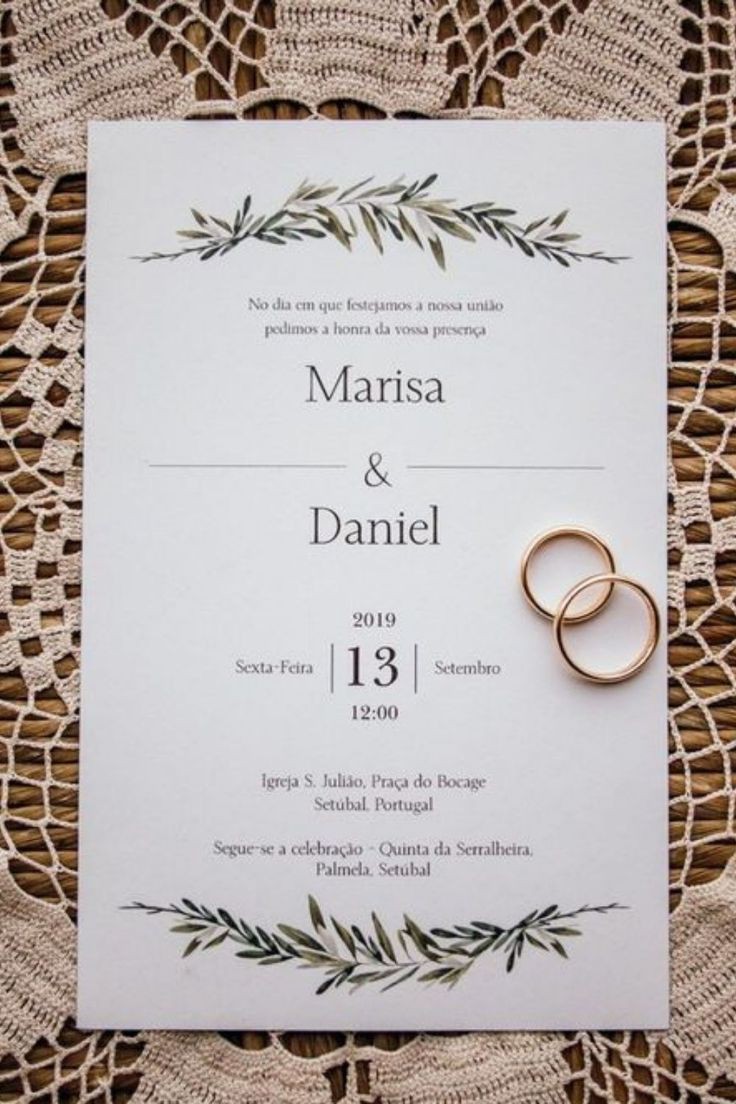 No dia em que festejamos a nossa união
pedimos a honra da vossa presença
Marisa
&
Daniel
2019
Sexta-Feira 13 Setembro
12:00
Igreja S. Julião, Praça do Bocage
Setúbal, Portugal
Segue-se a celebração - Quinta da Serralheira,
Palmela, Setúbal